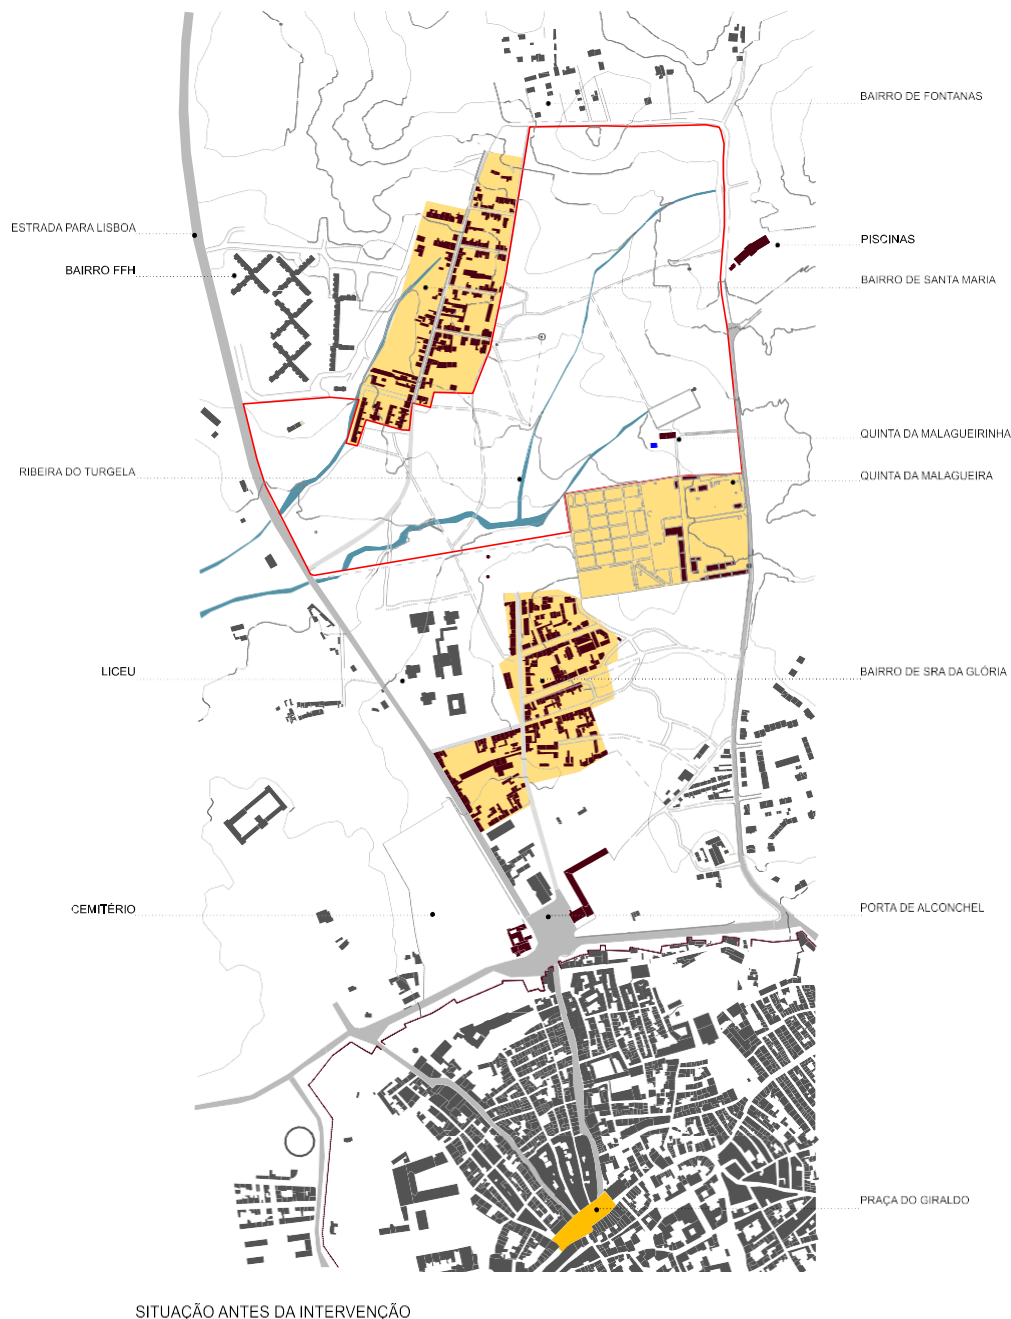 BAIRRO DE FONTANAS
ESTRADA PARA LISBOA
PISCINAS
BAIRRO FFH
BAIRRO DE SANTA MARIA
QUINTA DA MALAGUEIRINHA
RIBEIRA DO TURGELA
QUINTA DA MALAGUEIRA
LICEU
BAIRRO DE SRA DA GLÓRIA
CEMITÉRIO
PORTA DE ALCONCHEL
PRAÇA DO GIRALDO
SITUAÇÃO ANTES DA INTERVENÇÃO